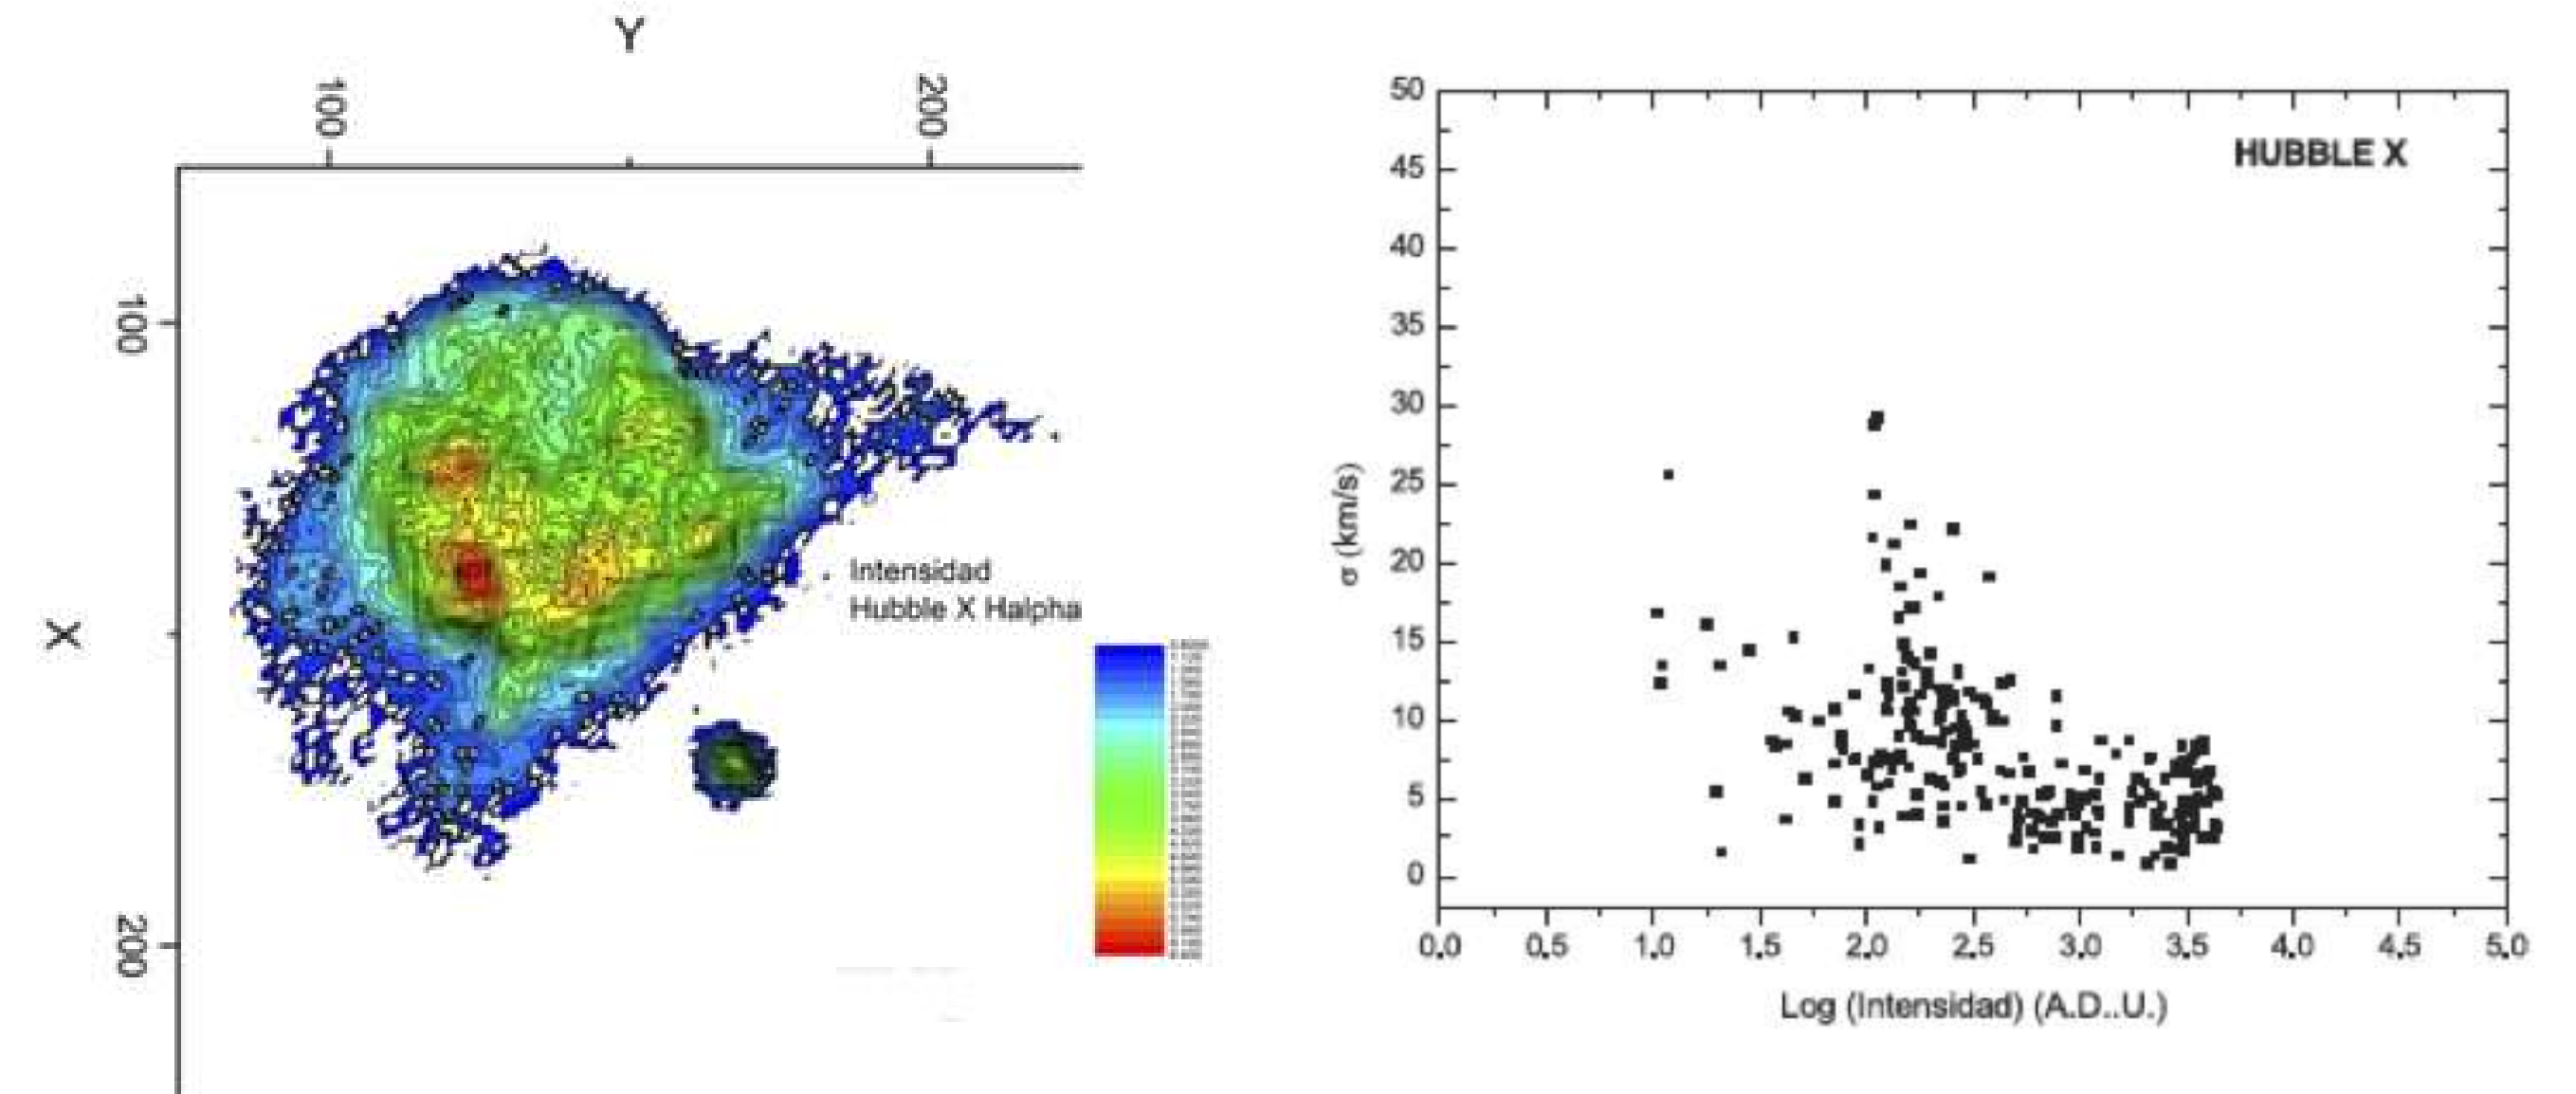 Y
100
200
100
X
200
Intensidad
Hubble X Halpha
HUBBLE X
50
45
40
35
30
25
20
15
10
5
0
σ (km/s)
0.0 0.5 1.0 1.5 2.0 2.5 3.0 3.5 4.0 4.5 5.0
Log (Intensidad) (A.D..U.)